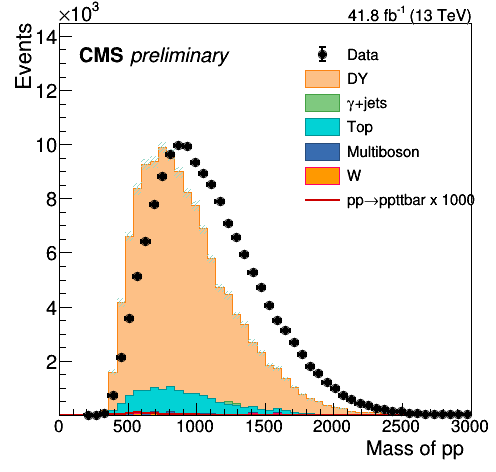 ×10³
41.8 fb⁻¹ (13 TeV)
Events
14
12
10
8
6
4
2
CMS preliminary
Data
DY
γ+jets
Top
Multiboson
W
pp→ppttbar x 1000
0 500 1000 1500 2000 2500 3000
Mass of pp